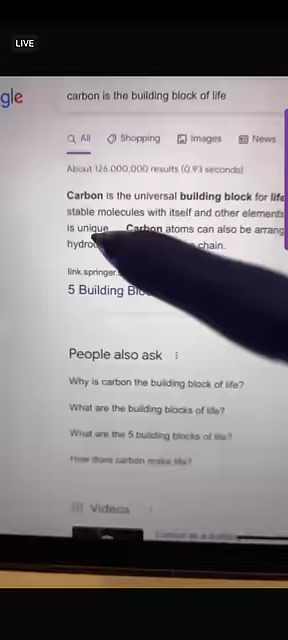 LIVE
gle
carbon is the building block of life
All
Shopping
Images
News
About 126,000,000 results (0.93 seconds)
Carbon is the universal building block for life
stable molecules with itself and other elements
is unique Carbon atoms can also be arrang
chain.
link.springer.
5 Building
People also ask
Why is carbon the building block of life?
What are the building blocks of life?
What are the 5 building blocks of life?
How does carbon make life?
Videos